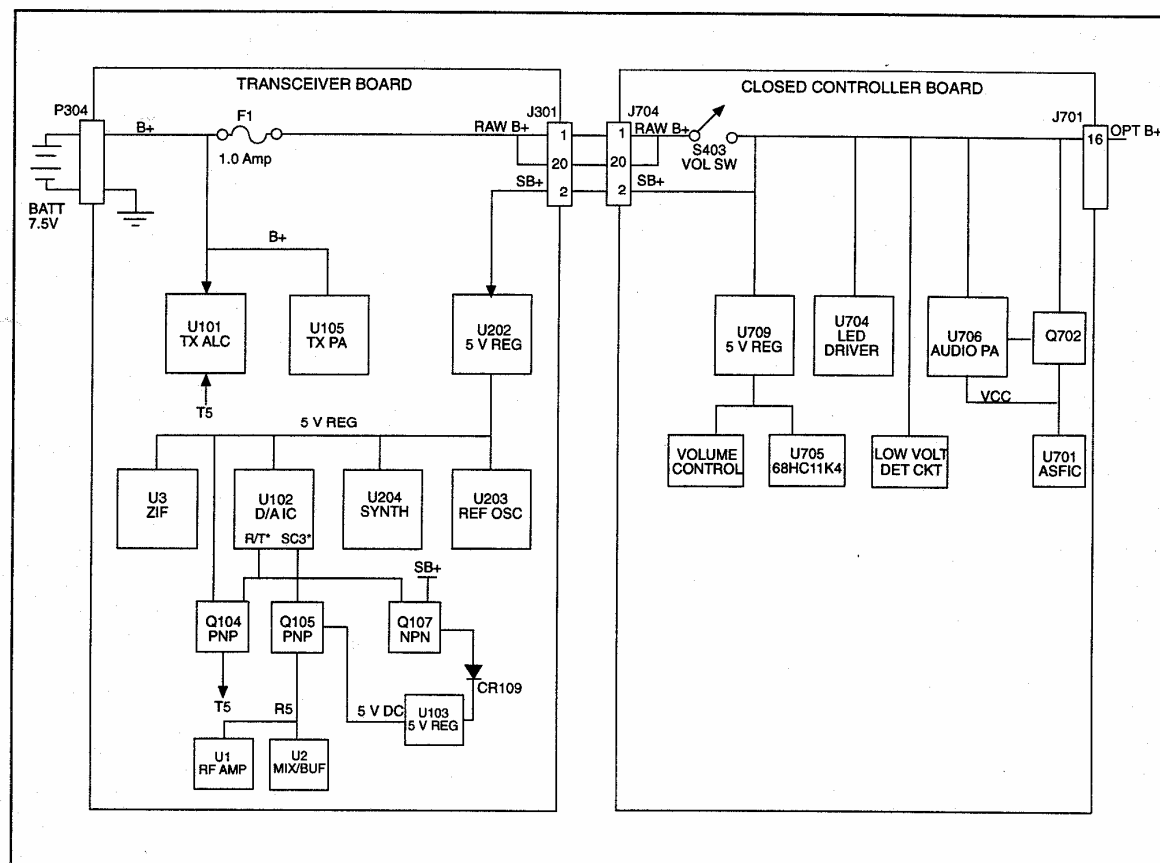 TRANSCEIVER BOARD
P304
B+
F1
1.0 Amp
RAW B+
J301
1
20
SB+
2
BATT
7.5V
B+
U101
TX ALC
U105
TX PA
U202
5 V REG
T5
5 V REG
U3
ZIF
U102
D/A IC
R/T*
SC3*
U204
SYNTH
U203
REF OSC
SB+
Q104
PNP
Q105
PNP
Q107
NPN
CR109
T5
R5
5 V DC
U103
5 V REG
U1
RF AMP
U2
MIX/BUF
CLOSED CONTROLLER BOARD
J704
1
RAW B+
20
2
SB+
S403
VOL SW
J701
16
OPT B+
U709
5 V REG
U704
LED
DRIVER
U706
AUDIO PA
Q702
VCC
VOLUME
CONTROL
U705
68HC11K4
LOW VOLT
DET CKT
U701
ASFIC